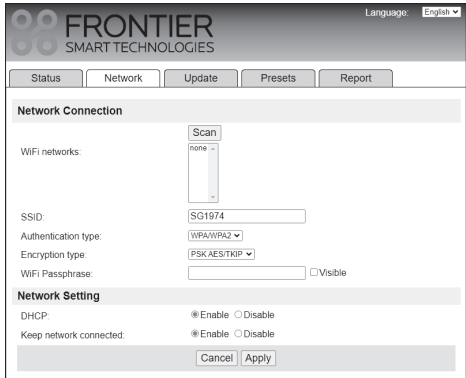 Language: English
FRONTIER
SMART TECHNOLOGIES
Status Network Update Presets Report
Network Connection
Scan
WiFi networks: none
SSID: SG1974
Authentication type: WPA/WPA2
Encryption type: PSK AES/TKIP
WiFi Passphrase: Visible
Network Setting
DHCP: Enable Disable
Keep network connected: Enable Disable
Cancel Apply